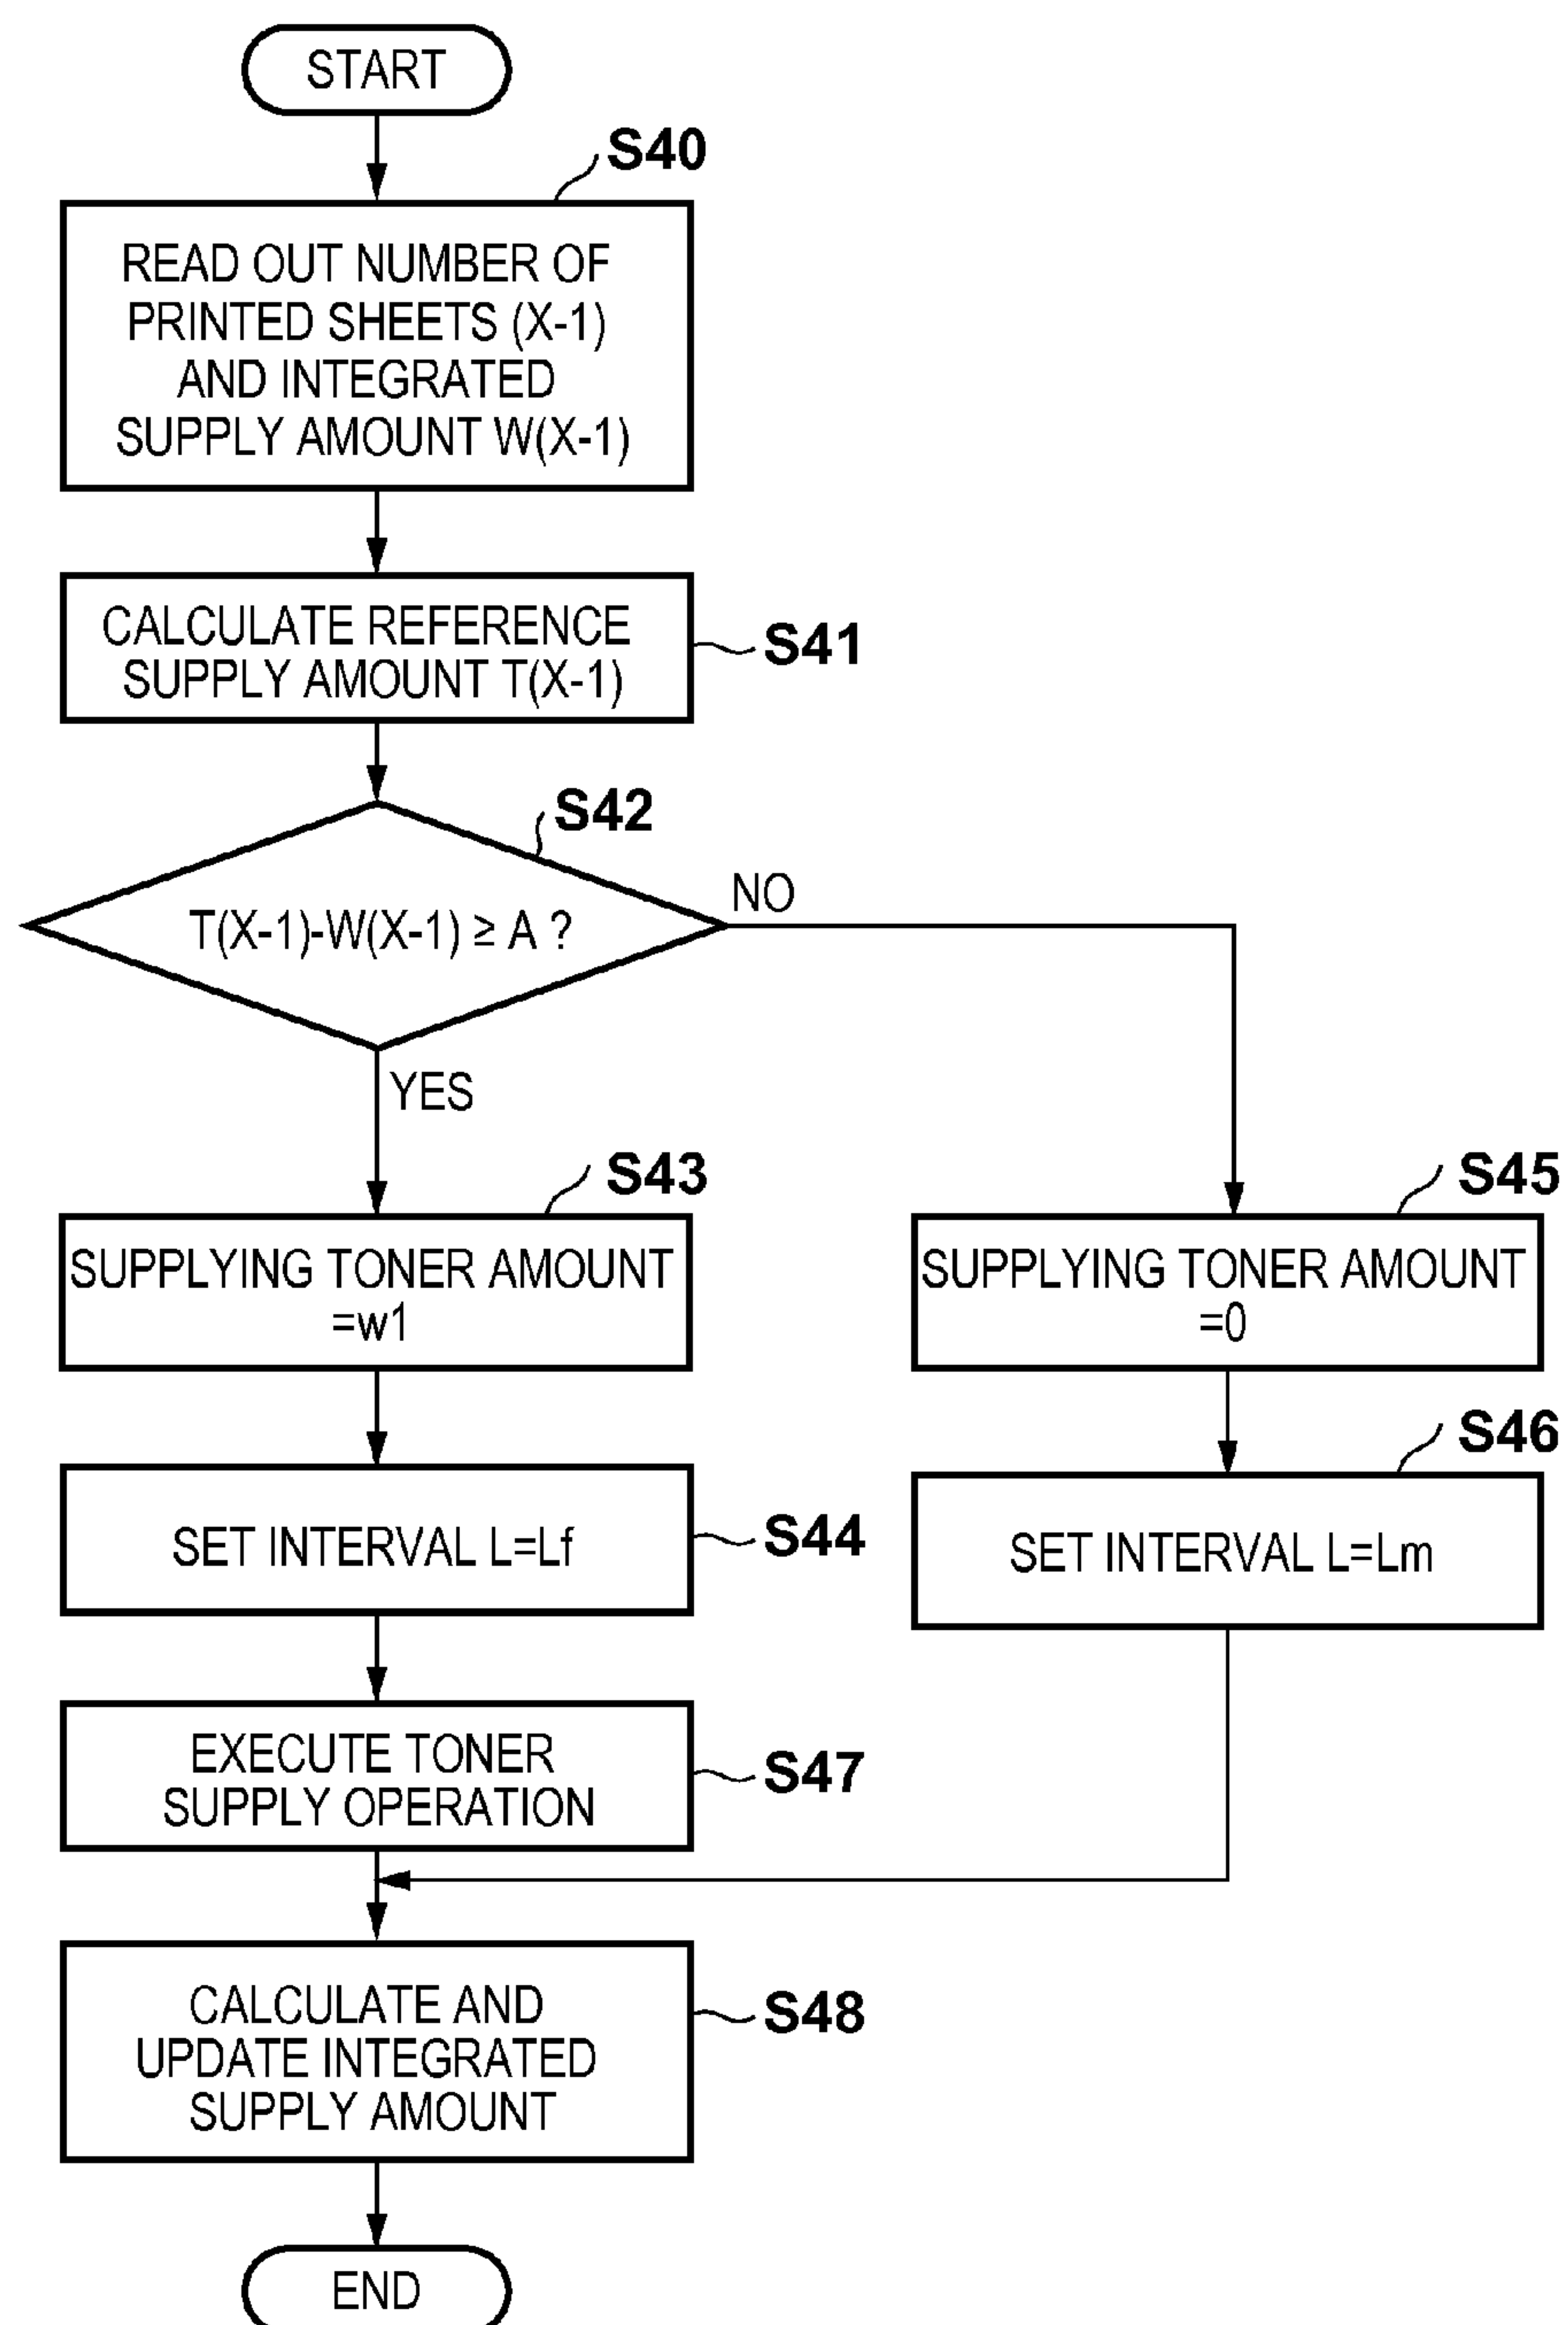 START
S40
READ OUT NUMBER OF
PRINTED SHEETS (X-1)
AND INTEGRATED
SUPPLY AMOUNT W(X-1)
CALCULATE REFERENCE
SUPPLY AMOUNT T(X-1)
S41
S42
T(X-1)-W(X-1) ≥ A ?
NO
YES
S43
SUPPLYING TONER AMOUNT
=w1
S45
SUPPLYING TONER AMOUNT
=0
SET INTERVAL L=Lf
S44
S46
SET INTERVAL L=Lm
EXECUTE TONER
SUPPLY OPERATION
S47
CALCULATE AND
UPDATE INTEGRATED
SUPPLY AMOUNT
S48
END